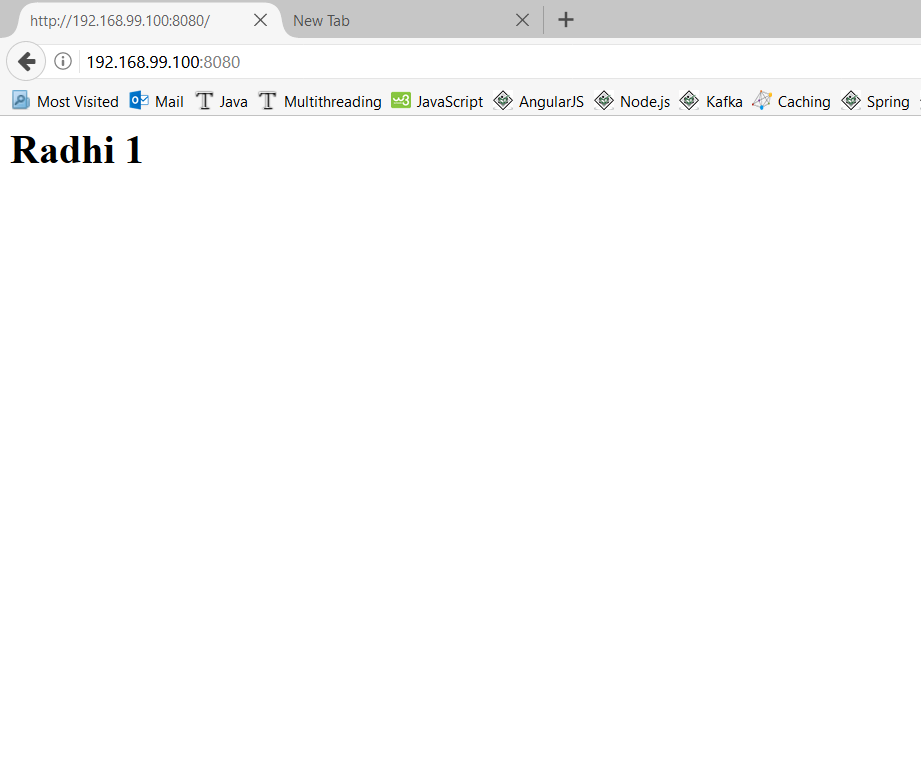 http://192.168.99.100:8080/ New Tab
192.168.99.100:8080
Most Visited Mail Java Multithreading JavaScript AngularJS Node.js Kafka Caching Spring
Radhi 1